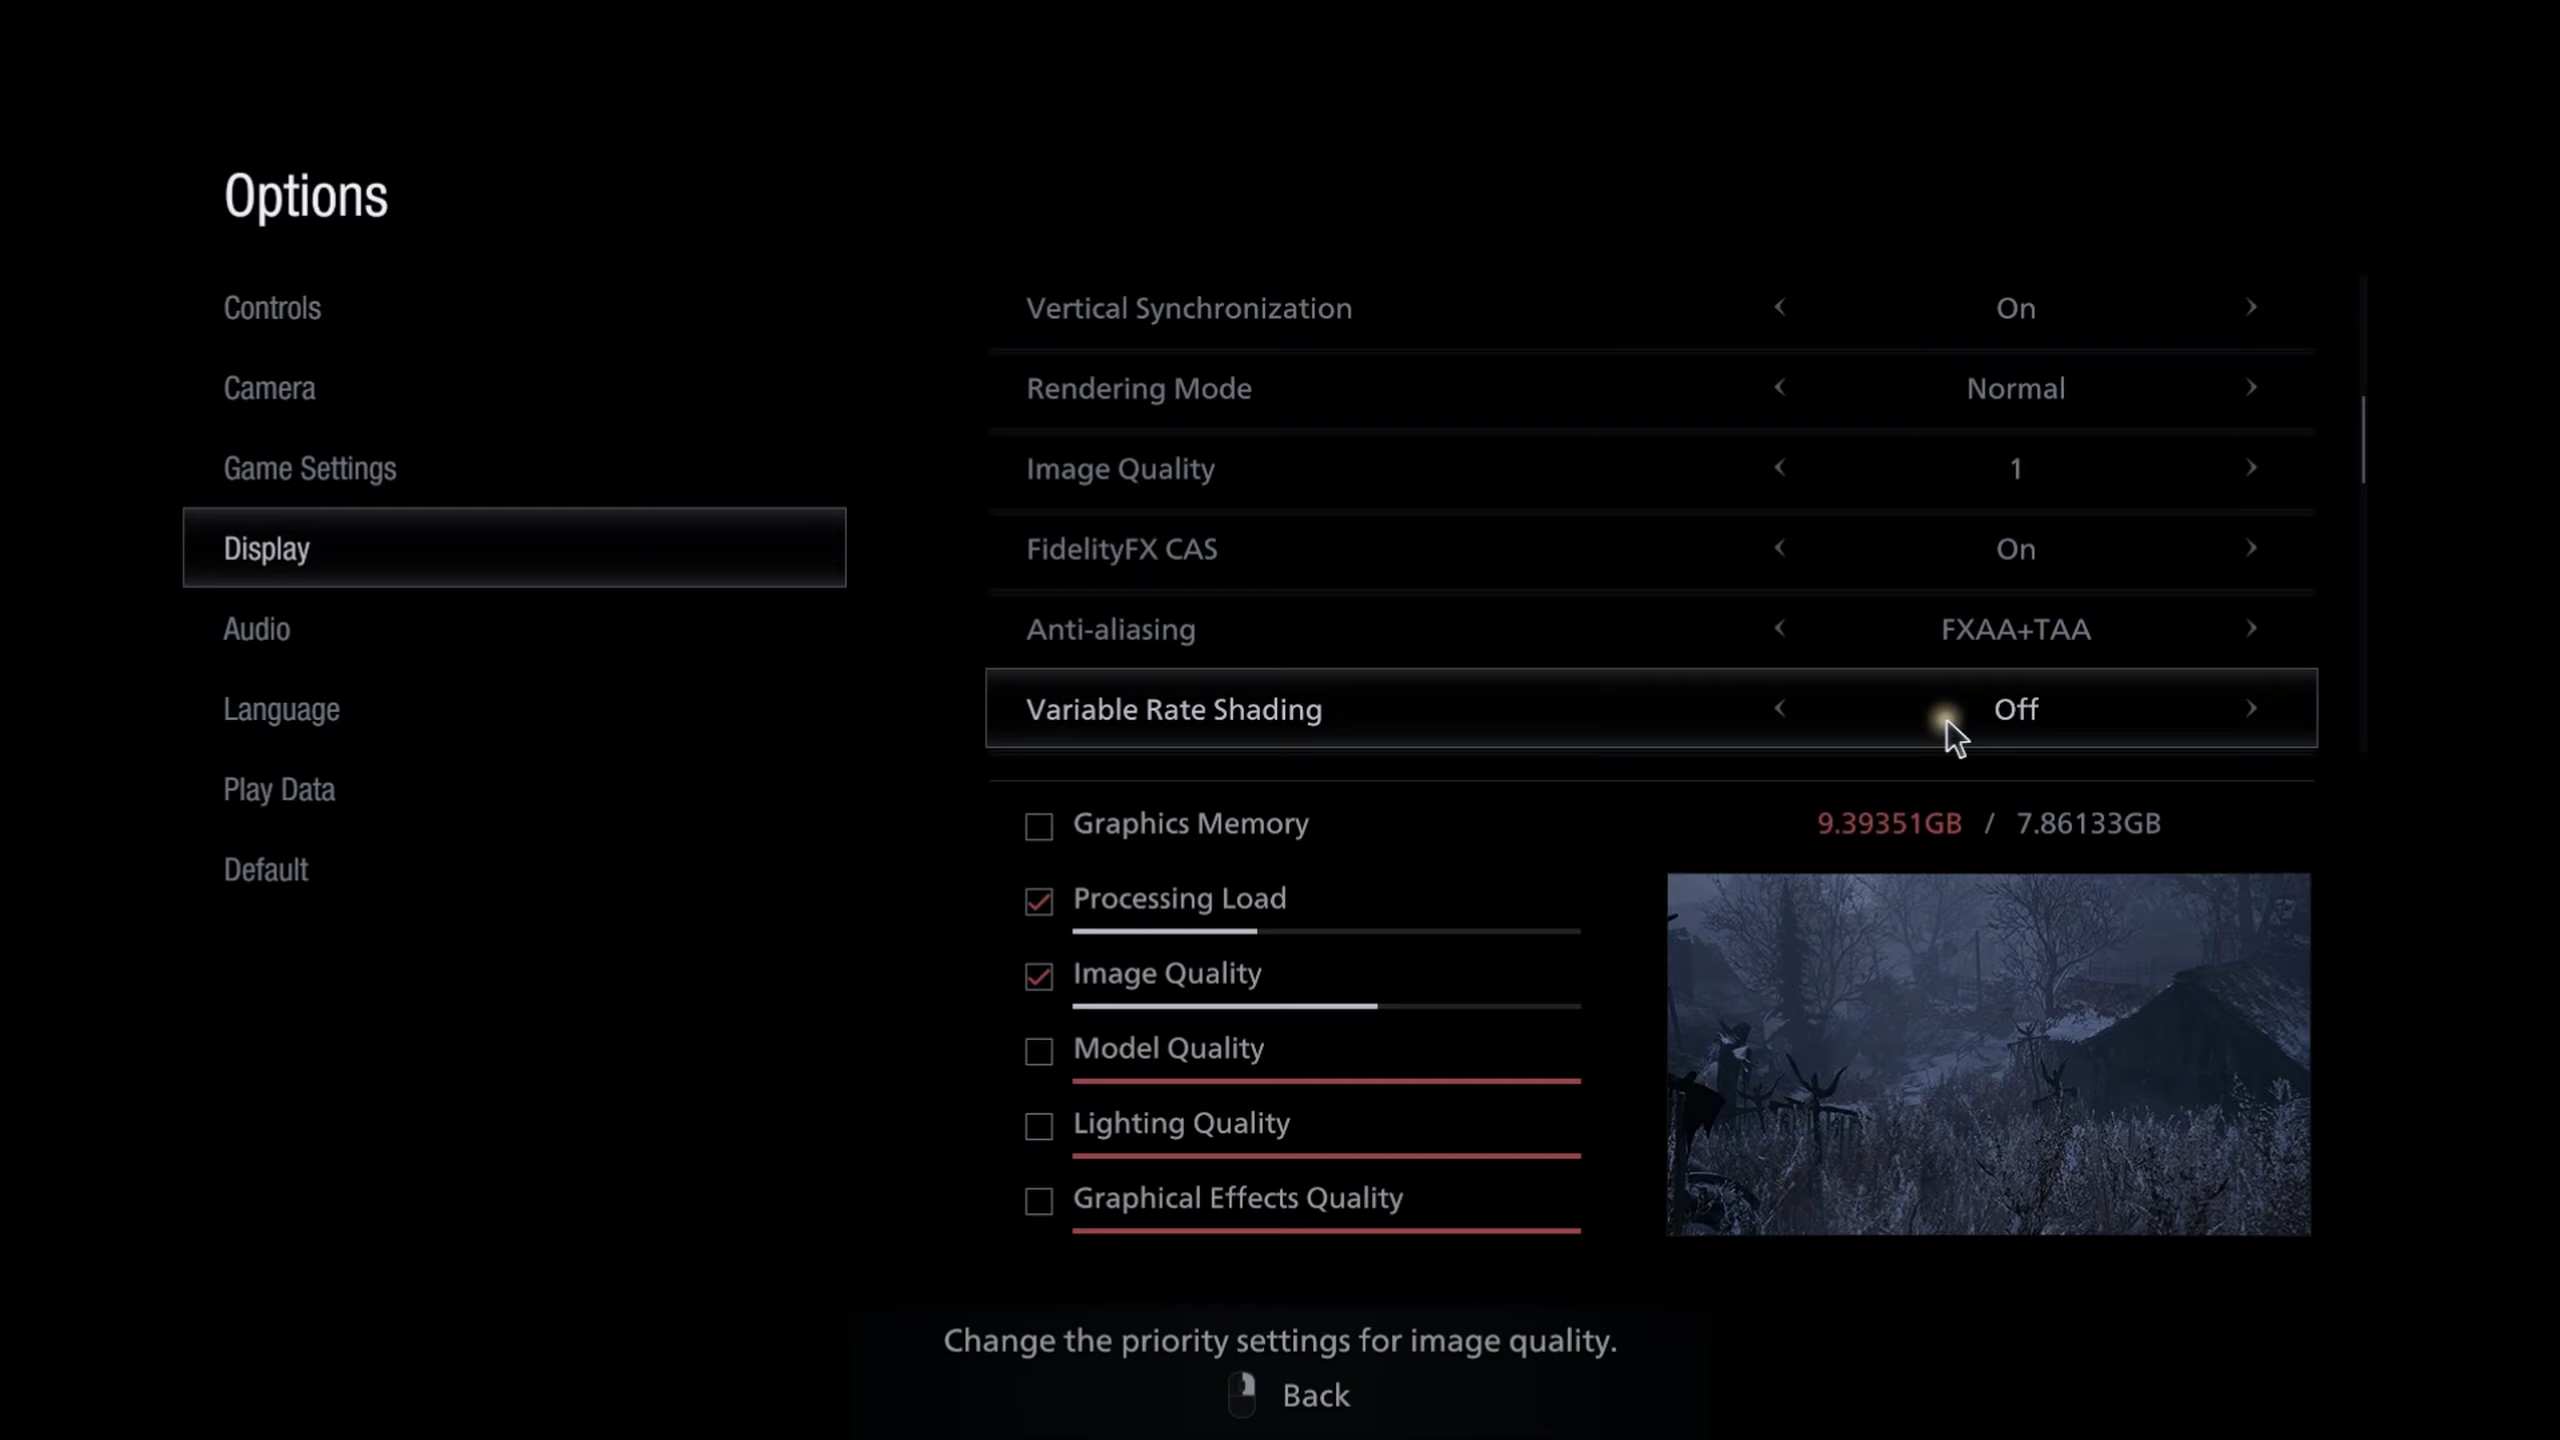 Options
Controls
Camera
Game Settings
Display
Audio
Language
Play Data
Default
Vertical Synchronization On
Rendering Mode Normal
Image Quality 1
FidelityFX CAS On
Anti-aliasing FXAA+TAA
Variable Rate Shading Off
Graphics Memory 9.39351GB / 7.86133GB
Processing Load
Image Quality
Model Quality
Lighting Quality
Graphical Effects Quality
Change the priority settings for image quality.
Back